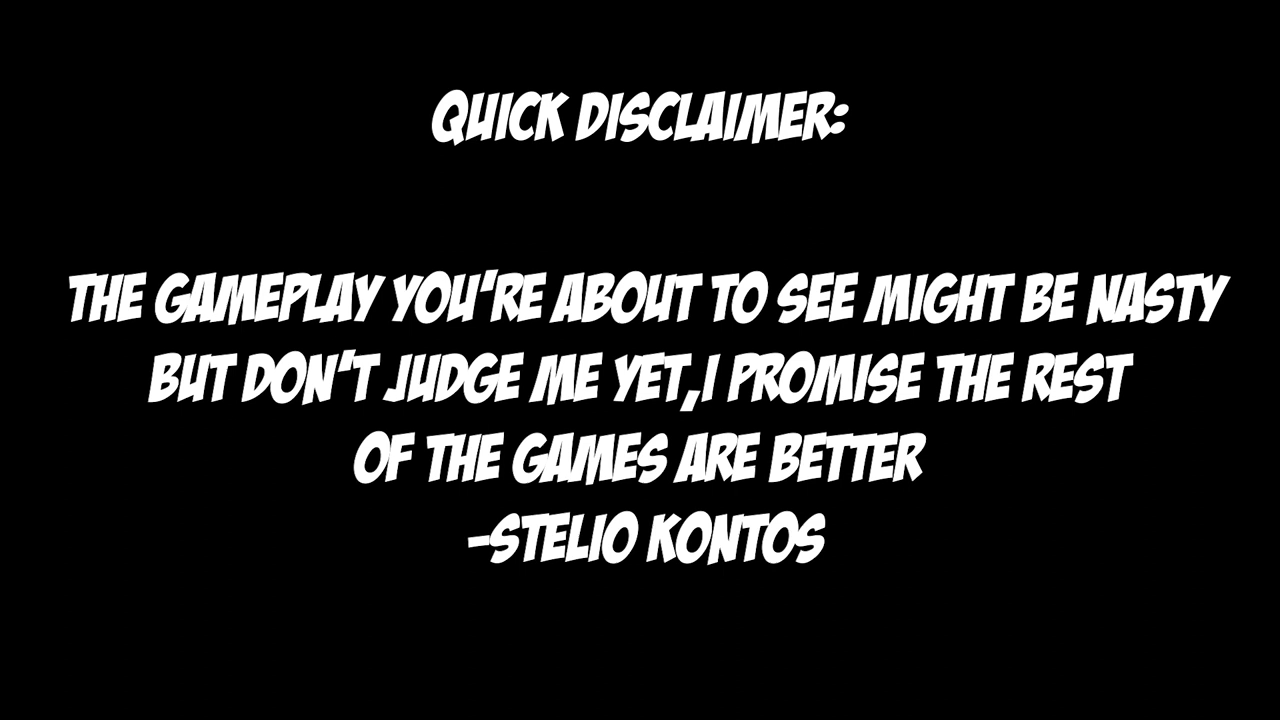 QUICK DISCLAIMER:
THE GAMEPLAY YOU'RE ABOUT TO SEE MIGHT BE NASTY
BUT DON'T JUDGE ME YET,I PROMISE THE REST
OF THE GAMES ARE BETTER
-STELIO KONTOS